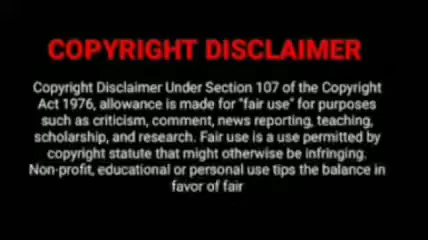 COPYRIGHT DISCLAIMER
Copyright Disclaimer Under Section 107 of the Copyright
Act 1976, allowance is made for "fair use" for purposes
such as criticism, comment, news reporting, teaching,
scholarship, and research. Fair use is a use permitted by
copyright statute that might otherwise be infringing.
Non-profit, educational or personal use tips the balance in
favor of fair